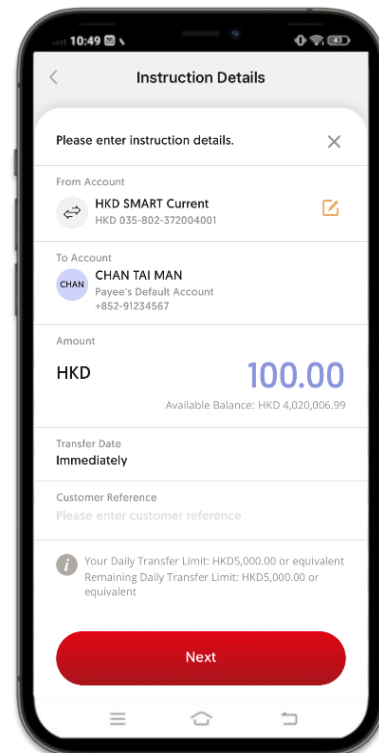 10:49
Instruction Details
Please enter instruction details.
From Account
HKD SMART Current
HKD 035-802-372004001
To Account
CHAN
CHAN TAI MAN
Payee's Default Account
+852-91234567
Amount
HKD
100.00
Available Balance: HKD 4,020,006.99
Transfer Date
Immediately
Customer Reference
Please enter customer reference
i
Your Daily Transfer Limit: HKD5,000.00 or equivalent
Remaining Daily Transfer Limit: HKD5,000.00 or
equivalent
Next